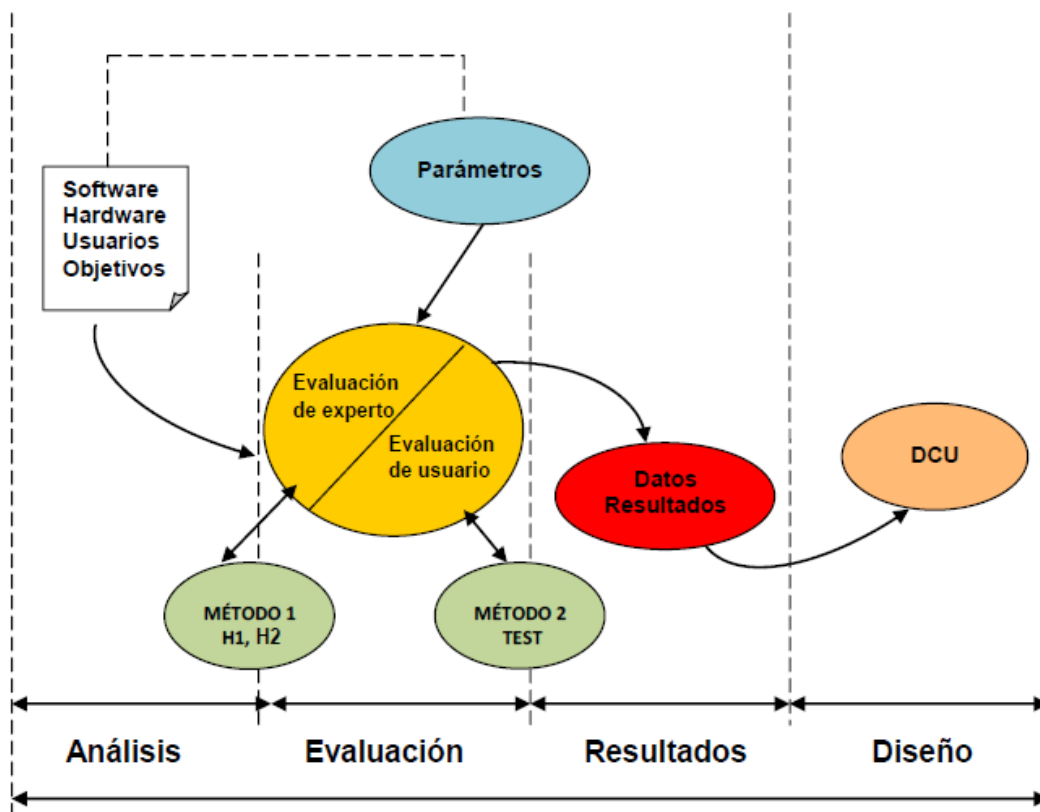 Parámetros
Software
Hardware
Usuarios
Objetivos
Evaluación
de experto
Evaluación
de usuario
Datos
Resultados
DCU
MÉTODO 1
H1, H2
MÉTODO 2
TEST
Análisis
Evaluación
Resultados
Diseño